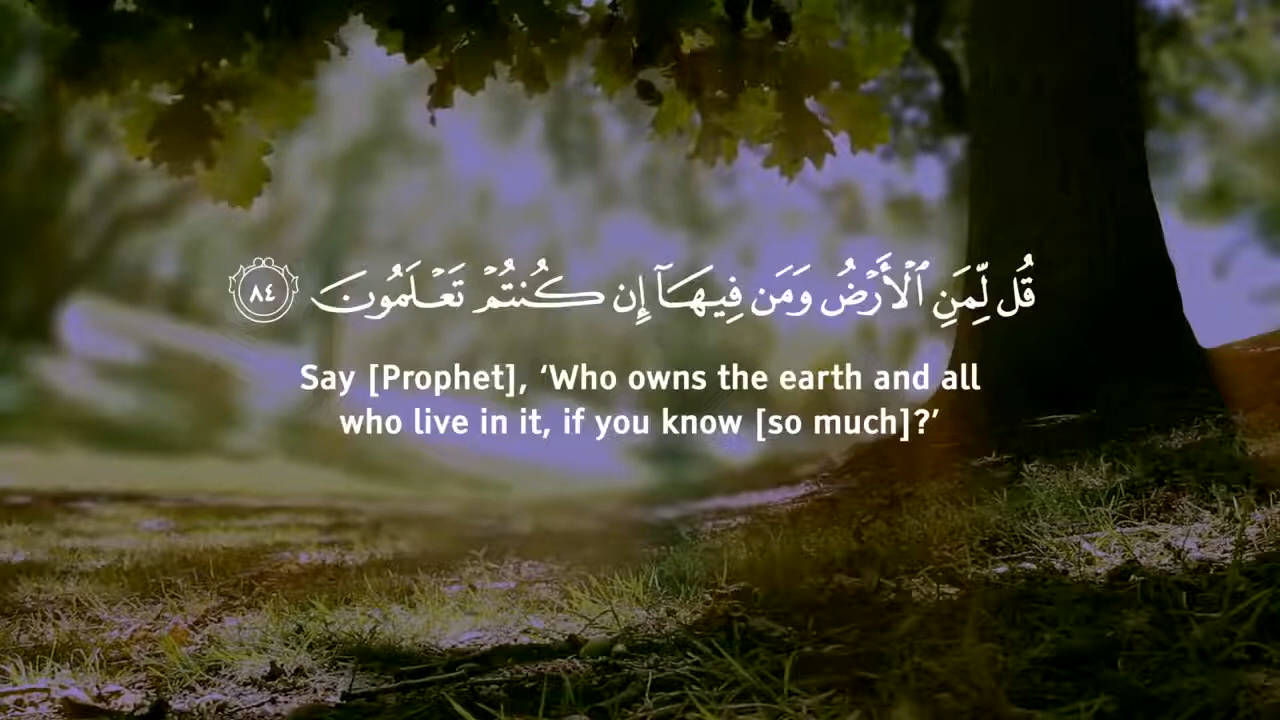 قُل لِّمَنِ ٱلْأَرْضُ وَمَن فِيهَآ إِن كُنتُمْ تَعْلَمُونَ ٨٤
Say [Prophet], ‘Who owns the earth and all
who live in it, if you know [so much]?’